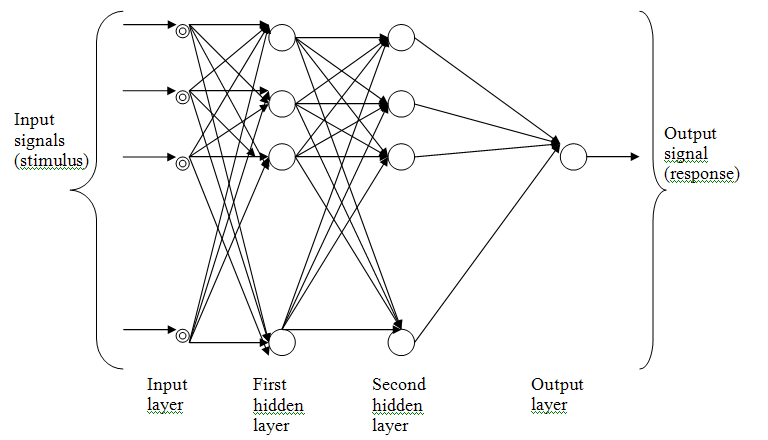 Input
signals
(stimulus)
Output
signal
(response)
Input
layer
First
hidden
layer
Second
hidden
layer
Output
layer